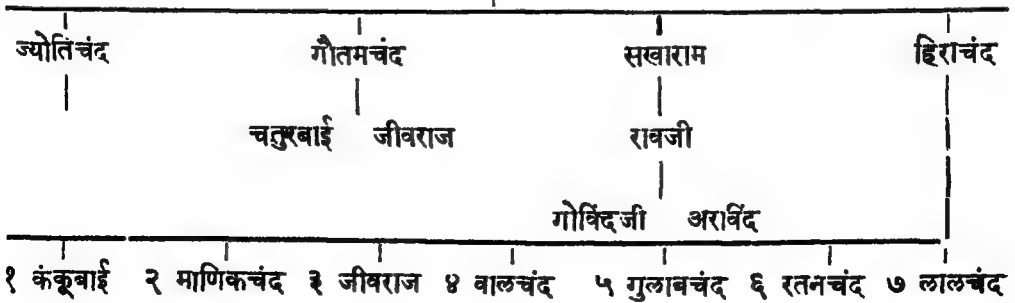 ज्योतिचंद गौतमचंद सखाराम हिराचंद
चतुरबाई जीवराज रावजी
गोविंदजी अरविंद
१ कंकूबाई २ माणिकचंद ३ जीवराज ४ वालचंद ५ गुलाबचंद ६ रतनचंद ७ लालचंद